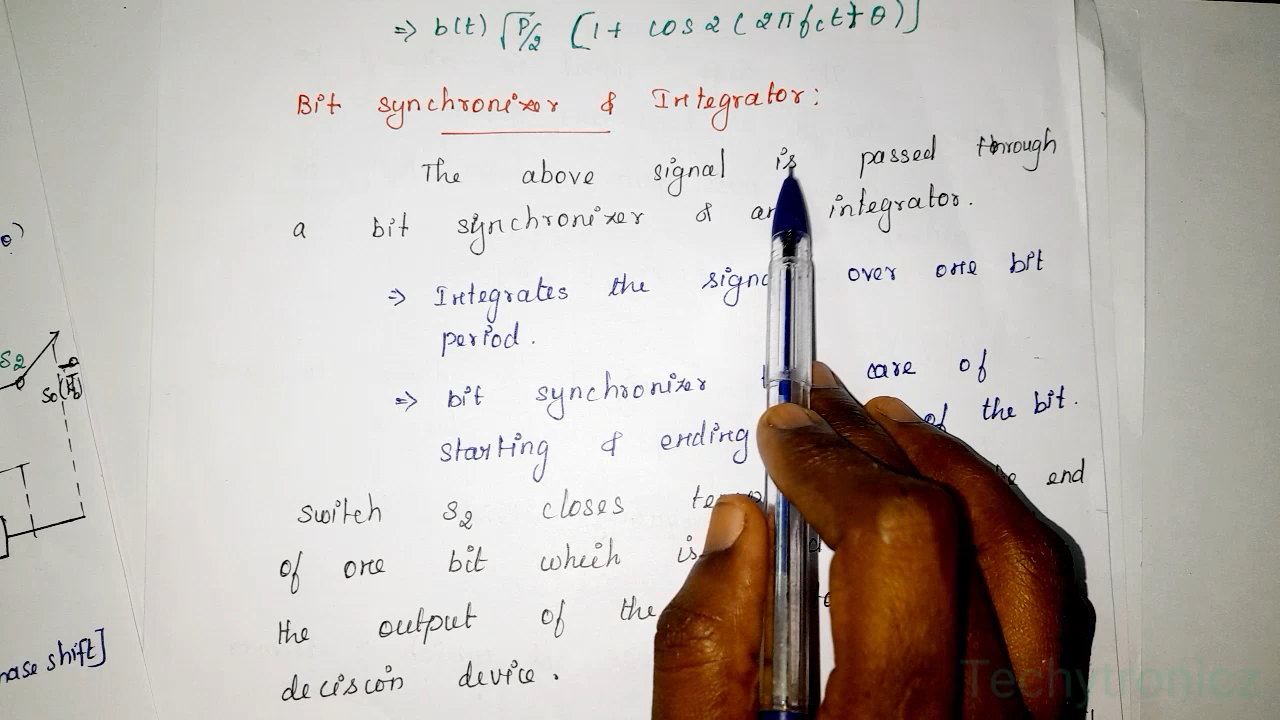 ⇒ b(t) √P/2 [1 + cos 2(2πfct + θ)]
Bit synchronizer & Integrator:
The above signal is passed through
a bit synchronizer & an integrator.
⇒ Integrates the signal over one bit
period.
⇒ bit synchronizer care of
starting & ending of the bit.
switch S2 closes end
of one bit which is
the output of the
decision device.
θ)
S2
hase shift]
Techytronicz